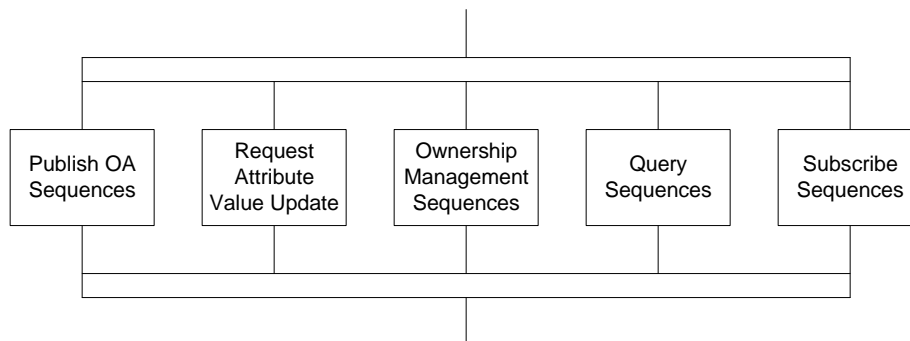 Publish OA
Sequences
Request
Attribute
Value Update
Ownership
Management
Sequences
Query
Sequences
Subscribe
Sequences